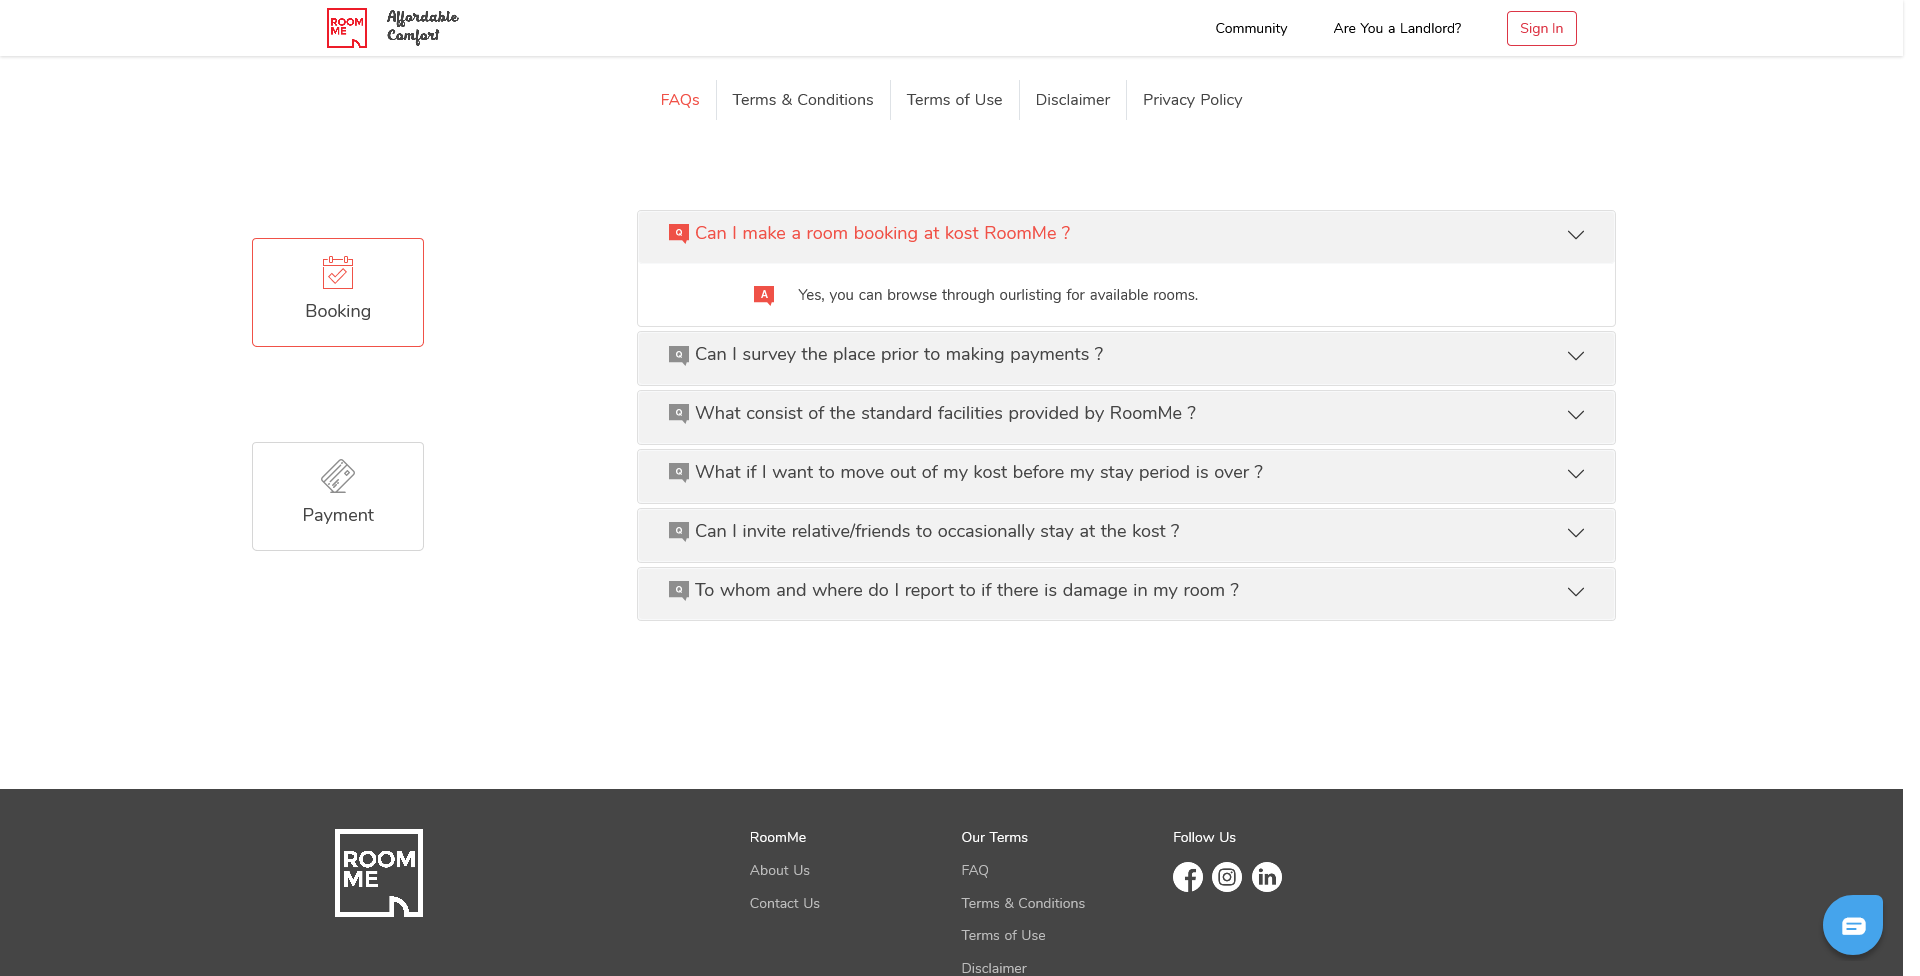 ROOM
ME
Affordable
Comfort
Community
Are You a Landlord?
Sign In
FAQs
Terms & Conditions
Terms of Use
Disclaimer
Privacy Policy
Booking
Payment
Q Can I make a room booking at kost RoomMe ?
A Yes, you can browse through ourlisting for available rooms.
Q Can I survey the place prior to making payments ?
Q What consist of the standard facilities provided by RoomMe ?
Q What if I want to move out of my kost before my stay period is over ?
Q Can I invite relative/friends to occasionally stay at the kost ?
Q To whom and where do I report to if there is damage in my room ?
ROOM
ME
RoomMe
About Us
Contact Us
Our Terms
FAQ
Terms & Conditions
Terms of Use
Disclaimer
Follow Us